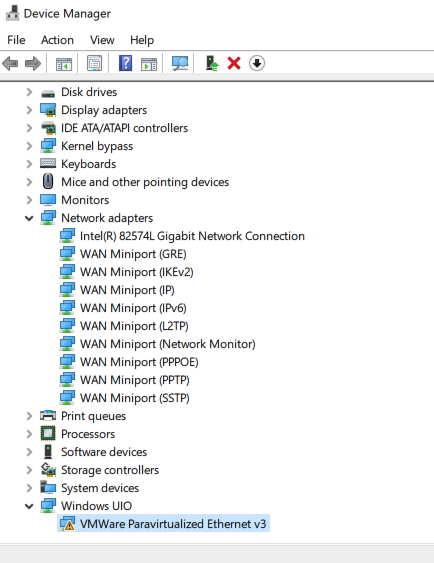 Device Manager
File Action View Help
Disk drives
Display adapters
IDE ATA/ATAPI controllers
Kernel bypass
Keyboards
Mice and other pointing devices
Monitors
Network adapters
Intel(R) 82574L Gigabit Network Connection
WAN Miniport (GRE)
WAN Miniport (IKEv2)
WAN Miniport (IP)
WAN Miniport (IPv6)
WAN Miniport (L2TP)
WAN Miniport (Network Monitor)
WAN Miniport (PPPOE)
WAN Miniport (PPTP)
WAN Miniport (SSTP)
Print queues
Processors
Software devices
Storage controllers
System devices
Windows UIO
VMWare Paravirtualized Ethernet v3